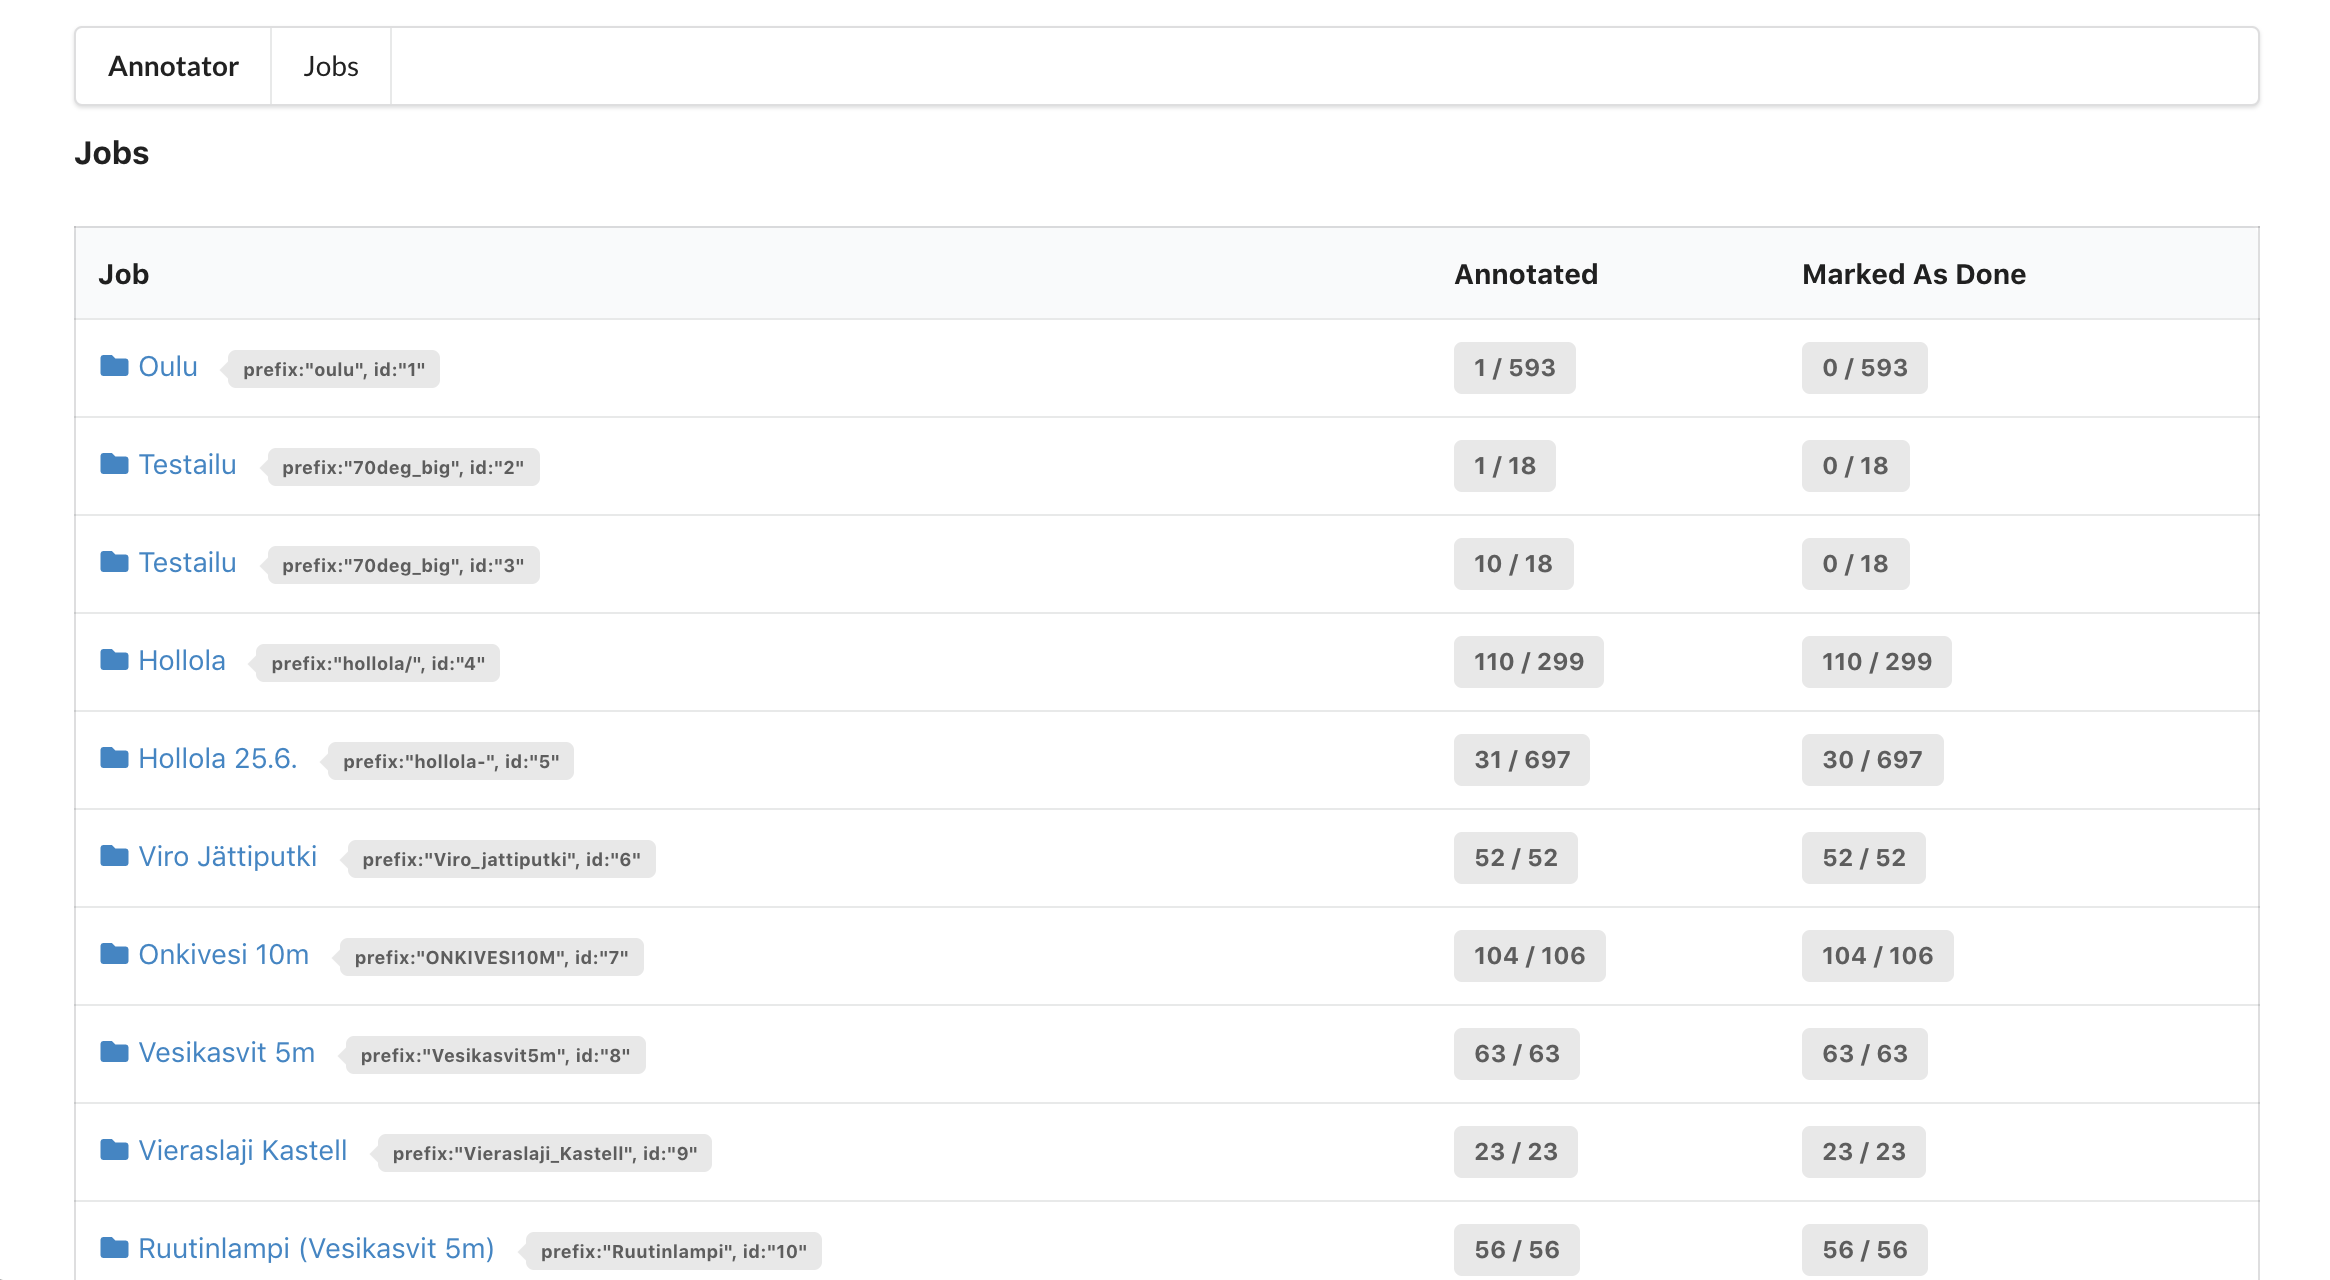 Annotator Jobs
Jobs
Job Annotated Marked As Done
Oulu prefix:"oulu", id:"1" 1 / 593 0 / 593
Testailu prefix:"70deg_big", id:"2" 1 / 18 0 / 18
Testailu prefix:"70deg_big", id:"3" 10 / 18 0 / 18
Hollola prefix:"hollola/", id:"4" 110 / 299 110 / 299
Hollola 25.6. prefix:"hollola-", id:"5" 31 / 697 30 / 697
Viro Jättiputki prefix:"Viro_jattiputki", id:"6" 52 / 52 52 / 52
Onkivesi 10m prefix:"ONKIVESI10M", id:"7" 104 / 106 104 / 106
Vesikasvit 5m prefix:"Vesikasvit5m", id:"8" 63 / 63 63 / 63
Vieraslaji Kastell prefix:"Vieraslaji_Kastell", id:"9" 23 / 23 23 / 23
Ruutinlampi (Vesikasvit 5m) prefix:"Ruutinlampi", id:"10" 56 / 56 56 / 56